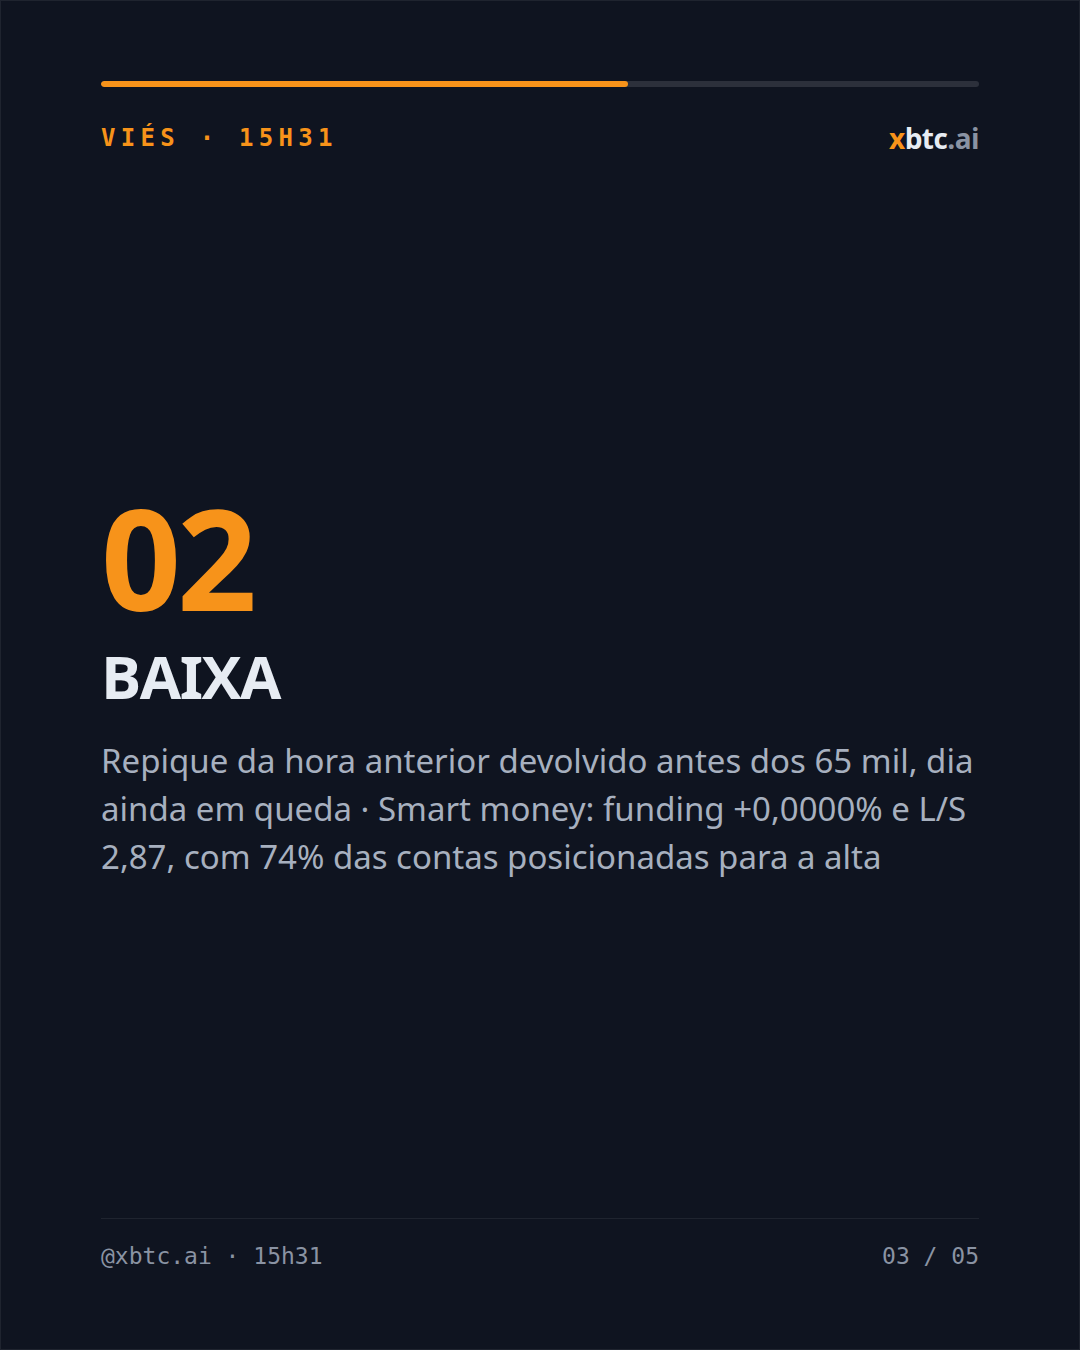 VIÉS · 15H31
xbtc.ai
02
BAIXA
Repique da hora anterior devolvido antes dos 65 mil, dia
ainda em queda · Smart money: funding +0,0000% e L/S
2,87, com 74% das contas posicionadas para a alta
@xbtc.ai · 15h31
03 / 05